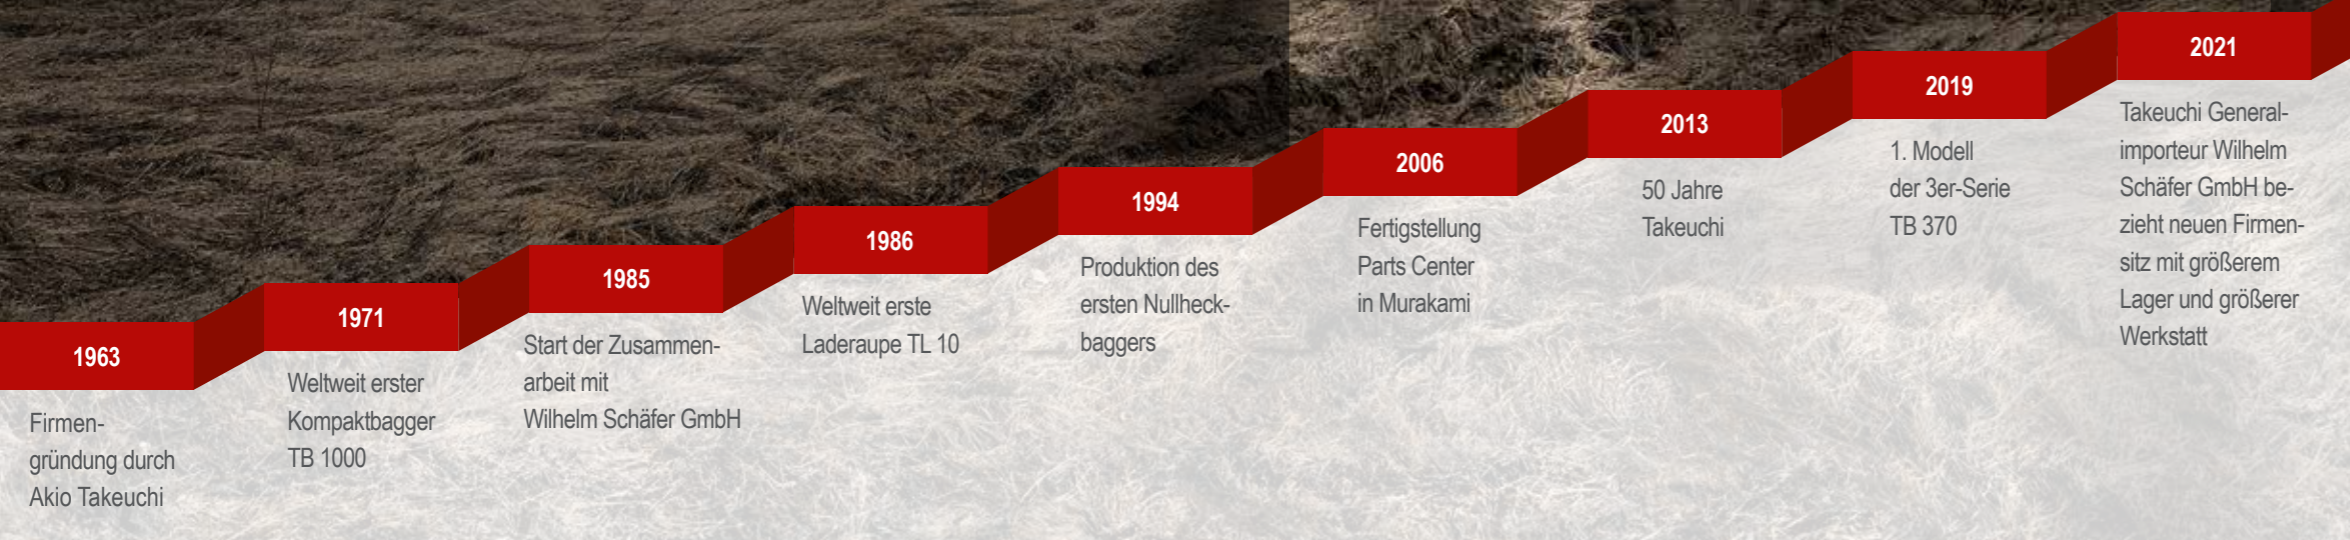 1963
Firmen-
gründung durch
Akio Takeuchi
1971
Weltweit erster
Kompaktbagger
TB 1000
1985
Start der Zusammen-
arbeit mit
Wilhelm Schäfer GmbH
1986
Weltweit erste
Laderaupe TL 10
1994
Produktion des
ersten Nullheck-
baggers
2006
Fertigstellung
Parts Center
in Murakami
2013
50 Jahre
Takeuchi
2019
1. Modell
der 3er-Serie
TB 370
2021
Takeuchi General-
importeur Wilhelm
Schäfer GmbH be-
zieht neuen Firmen-
sitz mit größerem
Lager und größerer
Werkstatt